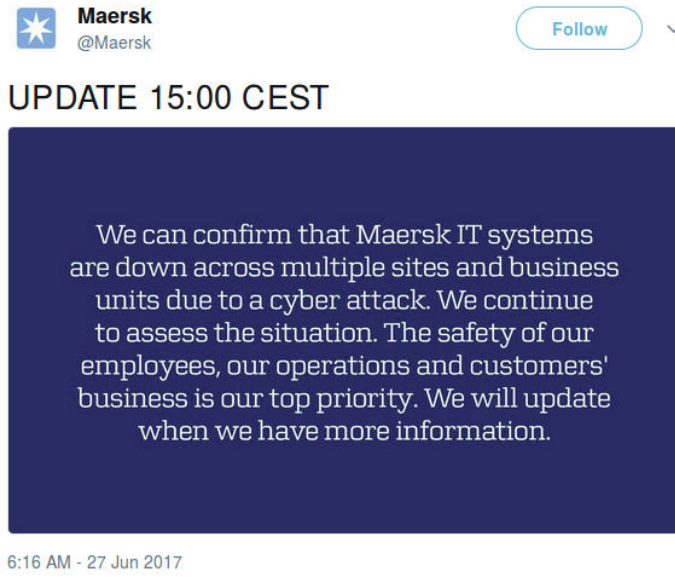 Maersk
@Maersk
Follow
UPDATE 15:00 CEST
We can confirm that Maersk IT systems
are down across multiple sites and business
units due to a cyber attack. We continue
to assess the situation. The safety of our
employees, our operations and customers'
business is our top priority. We will update
when we have more information.
6:16 AM - 27 Jun 2017